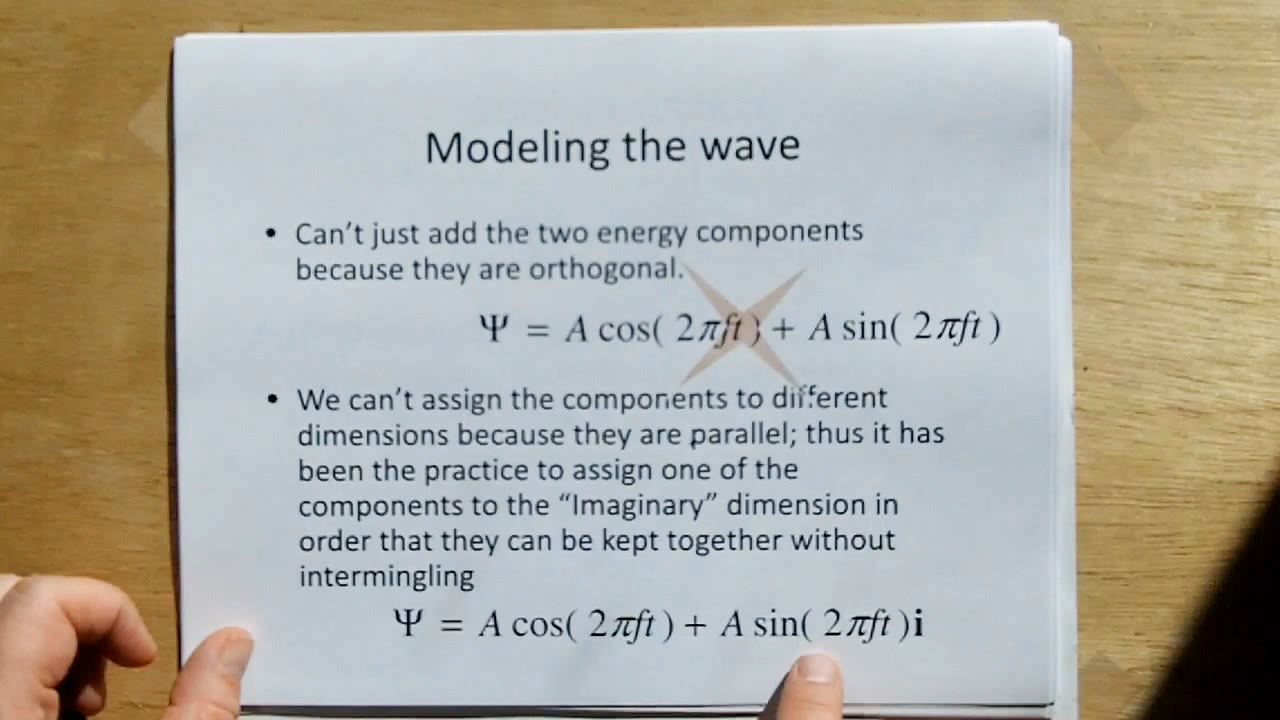 Modeling the wave
• Can't just add the two energy components
because they are orthogonal.
Ψ = A cos( 2πft ) + A sin( 2πft )
• We can't assign the components to different
dimensions because they are parallel; thus it has
been the practice to assign one of the
components to the “Imaginary” dimension in
order that they can be kept together without
intermingling
Ψ = A cos( 2πft ) + A sin( 2πft )i